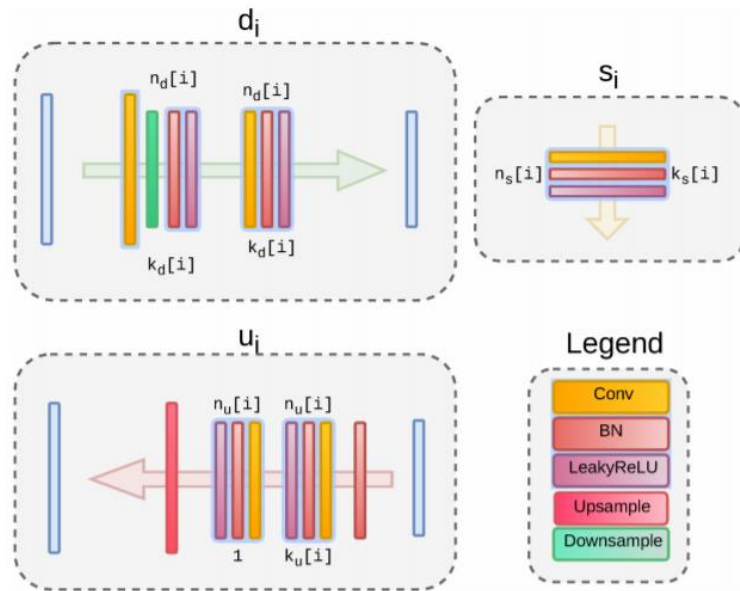 d_i
n_d[i] n_d[i]
k_d[i] k_d[i]
s_i
n_s[i] k_s[i]
u_i
n_u[i] n_u[i]
1 k_u[i]
Legend
Conv
BN
LeakyReLU
Upsample
Downsample